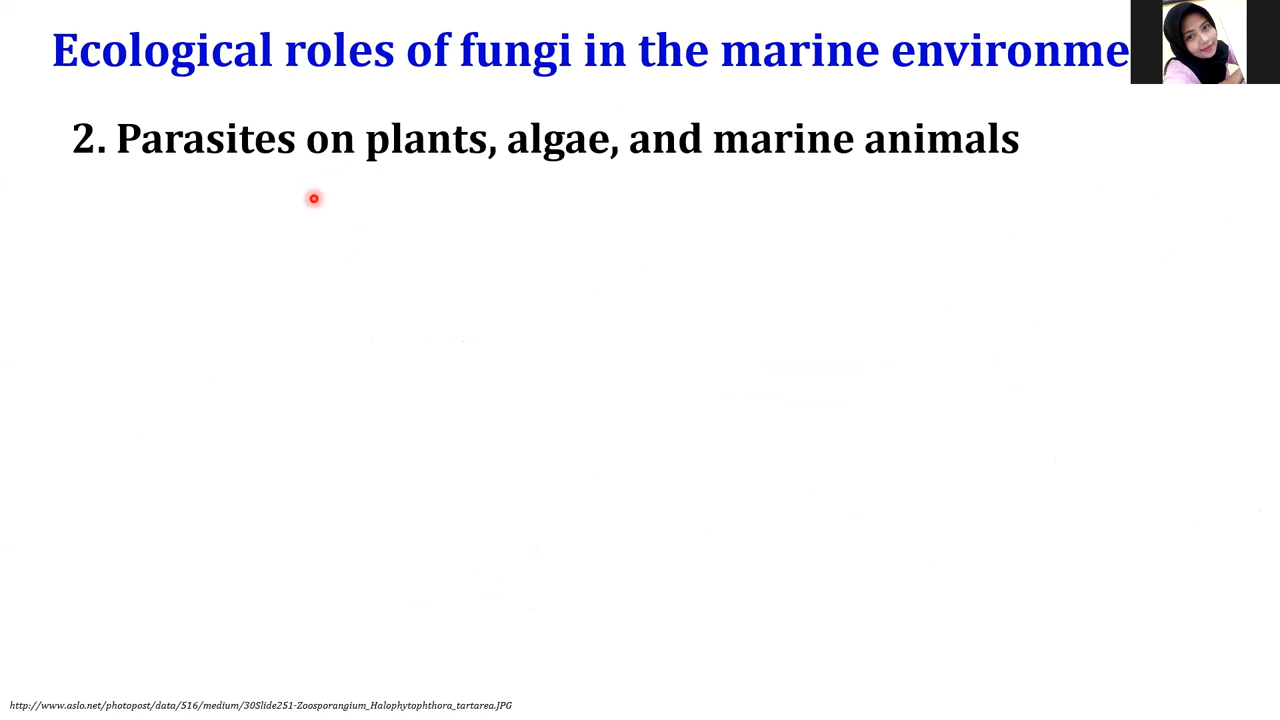 Ecological roles of fungi in the marine environme
2. Parasites on plants, algae, and marine animals
http://www.aslo.net/photopost/data/516/medium/30Slide251-Zoosporangium_Halophytophthora_tartarea.JPG